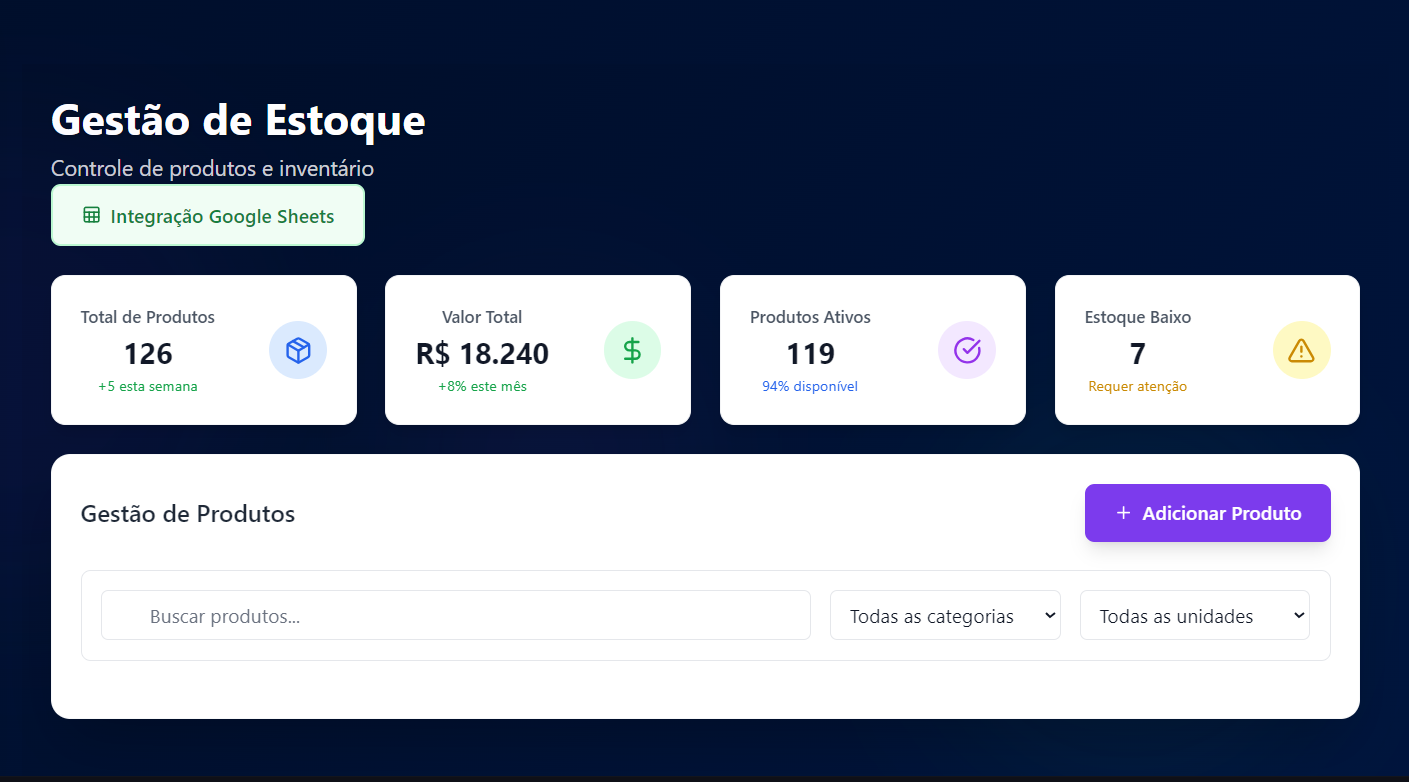 Gestão de Estoque
Controle de produtos e inventário
Integração Google Sheets
Total de Produtos
126
+5 esta semana
Valor Total
R$ 18.240
+8% este mês
Produtos Ativos
119
94% disponível
Estoque Baixo
7
Requer atenção
Gestão de Produtos
+ Adicionar Produto
Buscar produtos...
Todas as categorias
Todas as unidades